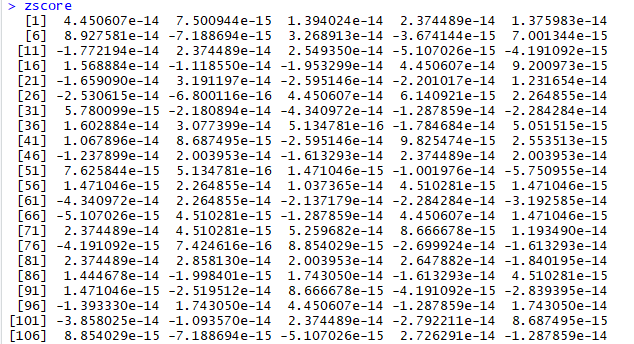 > zscore
[1] 4.450607e-14 7.500944e-15 1.394024e-14 2.374489e-14 1.375983e-14
[6] 8.927581e-14 -7.188694e-15 3.268913e-14 -3.674144e-15 7.001344e-15
[11] -1.772194e-14 2.374489e-14 2.549350e-14 -5.107026e-15 -4.191092e-15
[16] 1.568884e-14 -1.118550e-14 -1.953299e-14 4.450607e-14 9.200973e-15
[21] -1.659090e-14 3.191197e-14 -2.595146e-14 -2.201017e-14 1.231654e-14
[26] -2.530615e-14 -6.800116e-16 4.450607e-14 6.140921e-15 2.264855e-14
[31] 5.780099e-15 -2.180894e-14 -4.340972e-14 -1.287859e-14 -2.284284e-14
[36] 1.602884e-14 3.077399e-14 5.134781e-16 -1.784684e-14 5.051515e-15
[41] 1.067896e-14 8.687495e-15 -2.595146e-14 9.825474e-15 2.553513e-15
[46] -1.237899e-14 2.003953e-14 -1.613293e-14 2.374489e-14 2.003953e-14
[51] 7.625844e-15 5.134781e-16 1.471046e-15 -1.001976e-14 -5.750955e-14
[56] 1.471046e-15 2.264855e-14 1.037365e-14 4.510281e-15 1.471046e-15
[61] -4.340972e-14 2.264855e-14 -2.137179e-14 -2.284284e-14 -3.192585e-14
[66] -5.107026e-15 4.510281e-15 -1.287859e-14 4.450607e-14 1.471046e-15
[71] 2.374489e-14 4.510281e-15 5.259682e-14 8.666678e-15 1.193490e-14
[76] -4.191092e-15 7.424616e-16 8.854029e-15 -2.699924e-14 -1.613293e-14
[81] 2.374489e-14 2.858130e-14 2.003953e-14 2.647882e-14 -1.840195e-14
[86] 1.444678e-14 -1.998401e-15 1.743050e-14 -1.613293e-14 4.510281e-15
[91] 1.471046e-15 -2.519512e-14 8.666678e-15 -4.191092e-15 -2.839395e-14
[96] -1.393330e-14 1.743050e-14 4.450607e-14 -1.287859e-14 1.743050e-14
[101] -3.858025e-14 -1.093570e-14 2.374489e-14 -2.792211e-14 8.687495e-15
[106] 8.854029e-15 -7.188694e-15 -5.107026e-15 2.726291e-14 -1.287859e-14